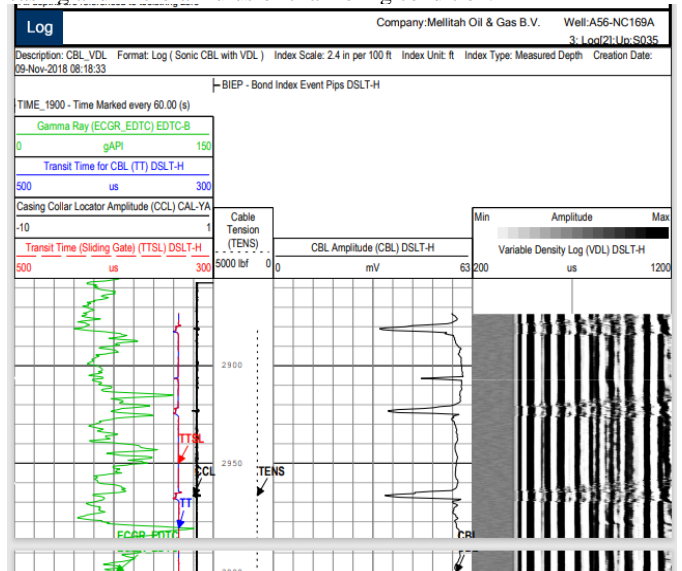 Log
Company:Mellitah Oil & Gas B.V. Well:A56-NC169A
3: Log[2]:Up:S035
Description: CBL_VDL Format: Log ( Sonic CBL with VDL ) Index Scale: 2.4 in per 100 ft Index Unit: ft Index Type: Measured Depth Creation Date:
09-Nov-2018 08:18:33
BIEP - Bond Index Event Pips DSLT-H
TIME_1900 - Time Marked every 60.00 (s)
Gamma Ray (ECGR_EDTC) EDTC-B
0 gAPI 150
Transit Time for CBL (TT) DSLT-H
500 us 300
Casing Collar Locator Amplitude (CCL) CAL-YA
-10 1
Transit Time (Sliding Gate) (TTSL) DSLT-H
500 us 300
Cable
Tension
(TENS)
5000 lbf 0
CBL Amplitude (CBL) DSLT-H
0 mV 63
Min Amplitude Max
Variable Density Log (VDL) DSLT-H
200 us 1200
2900
TTSL
2950
CCL
TENS
TT
ECGR_EDTC
CBL